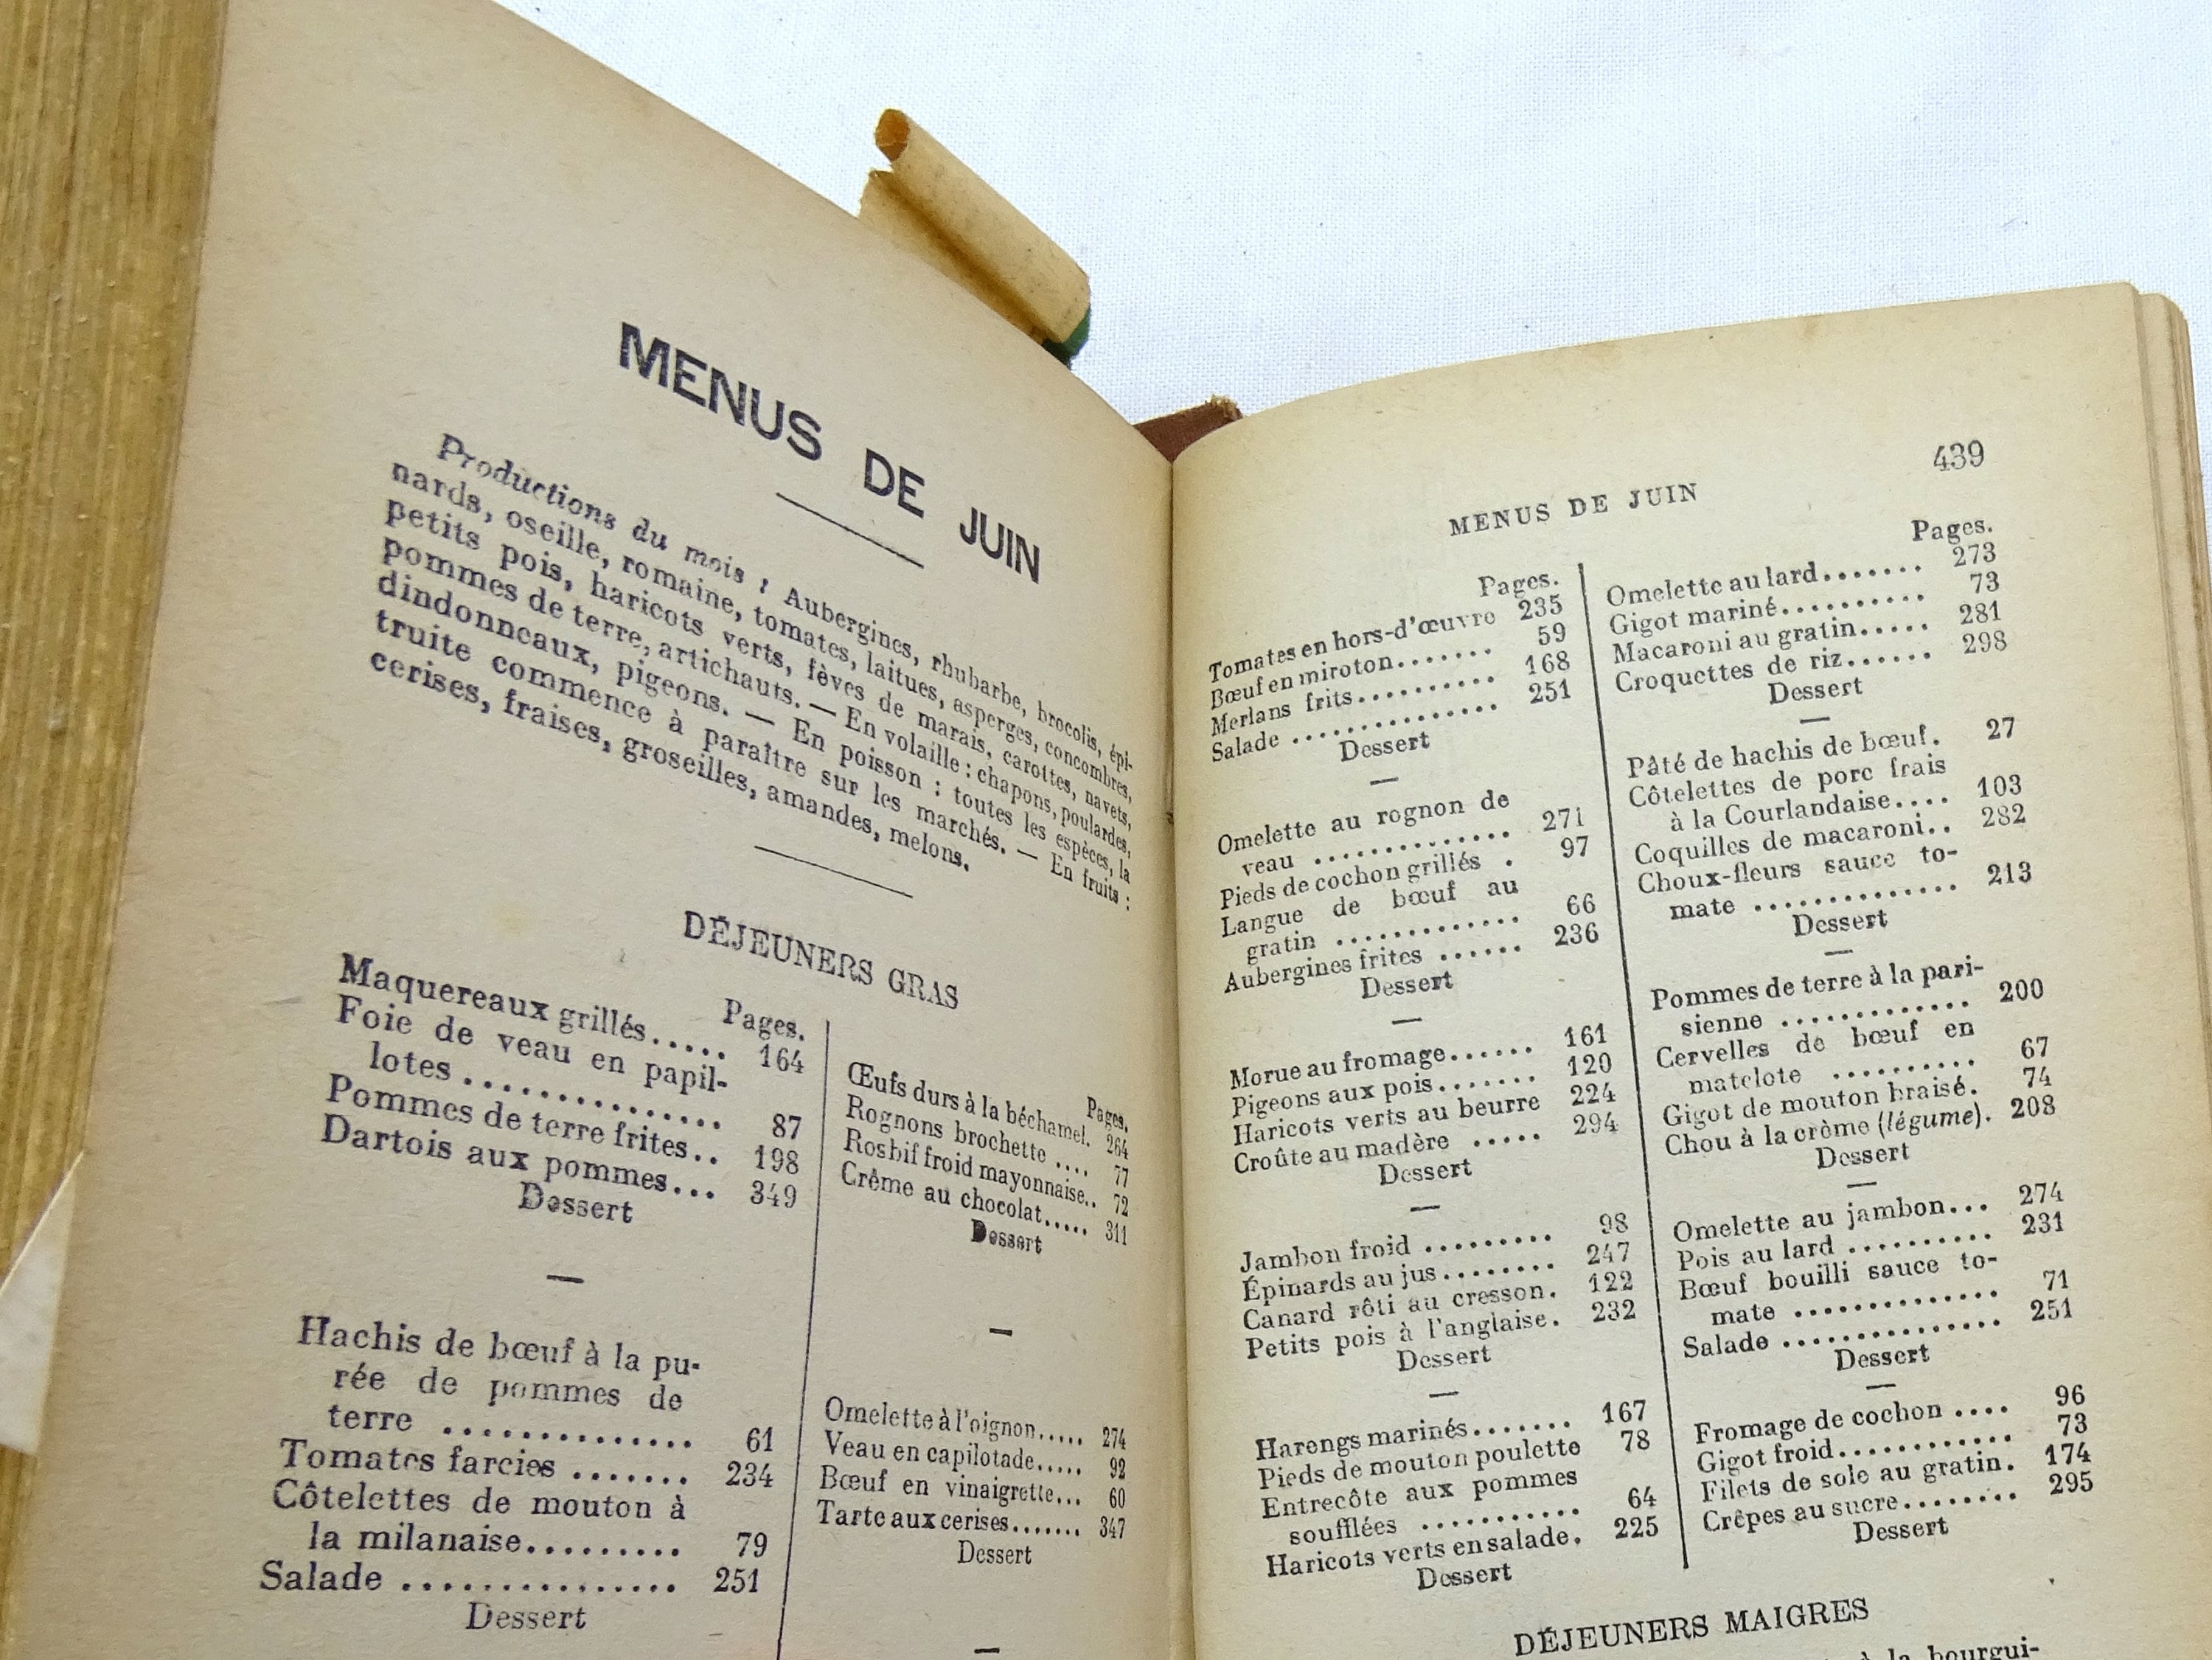 MENUS DE JUIN
Productions du mois : Aubergines, rhubarbe, brocolis, épi-
nards, oseille, romaine, tomates, laitues, asperges, concombres,
petits pois, haricots verts, fèves de marais, carottes, navets,
pommes de terre, artichauts. — En volaille : chapons, poulardes,
dindonneaux, pigeons. — En poisson : toutes les espèces, la
truite commence à paraître sur les marchés. — En fruits :
cerises, fraises, groseilles, amandes, melons.
DÉJEUNERS GRAS
Pages.
Maquereaux grillés..... 164
Foie de veau en papil-
lotes .............. 87
Pommes de terre frites.. 198
Dartois aux pommes... 349
Dessert
—
Hachis de bœuf à la pu-
rée de pommes de
terre .............. 61
Tomates farcies ....... 234
Côtelettes de mouton à
la milanaise......... 79
Salade ............... 251
Dessert
Pages.
Œufs durs à la béchamel. 264
Rognons brochette .... 77
Rosbif froid mayonnaise.. 72
Crême au chocolat..... 311
Dessert
—
Omelette à l'oignon..... 274
Veau en capilotade..... 92
Bœuf en vinaigrette... 60
Tarte aux cerises....... 347
Dessert
—
MENUS DE JUIN 439
Pages.
Tomates en hors-d'œuvre 235
Bœuf en miroton....... 59
Merlans frits.......... 168
Salade .............. 251
Dessert
—
Omelette au rognon de
veau ............. 271
Pieds de cochon grillés . 97
Langue de bœuf au
gratin ............. 66
Aubergines frites ...... 236
Dessert
—
Morue au fromage...... 161
Pigeons aux pois....... 120
Haricots verts au beurre 224
Croûte au madère ..... 294
Dessert
—
Jambon froid ......... 98
Épinards au jus........ 247
Canard rôti au cresson. 122
Petits pois à l'anglaise. 232
Dessert
—
Harengs marinés....... 167
Pieds de mouton poulette 78
Entrecôte aux pommes
soufflées ........... 64
Haricots verts en salade. 225
Dessert
Pages.
Omelette au lard....... 273
Gigot mariné.......... 73
Macaroni au gratin..... 281
Croquettes de riz...... 298
Dessert
—
Pâté de hachis de bœuf. 27
Côtelettes de porc frais
à la Courlandaise.... 103
Coquilles de macaroni.. 282
Choux-fleurs sauce to-
mate .............. 213
Dessert
—
Pommes de terre à la pari-
sienne ............. 200
Cervelles de bœuf en
matelote .......... 67
Gigot de mouton braisé. 74
Chou à la crème (légume). 208
Dessert
—
Omelette au jambon... 274
Pois au lard .......... 231
Bœuf bouilli sauce to-
mate .............. 71
Salade ............... 251
Dessert
—
Fromage de cochon .... 96
Gigot froid............ 73
Filets de sole au gratin. 174
Crêpes au sucre........ 295
Dessert
DÉJEUNERS MAIGRES
à la bourgui-